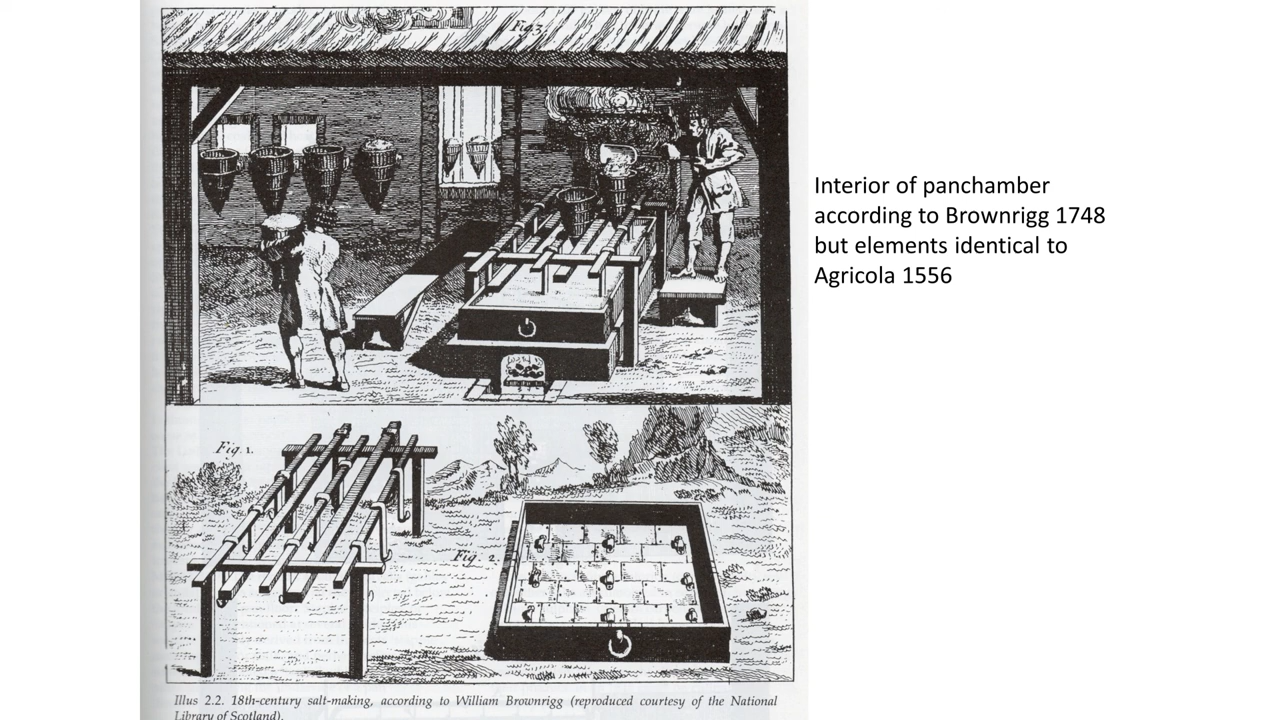 Fig.3.
Interior of panchamber
according to Brownrigg 1748
but elements identical to
Agricola 1556
Fig. 1.
Fig. 2.
Illus 2.2. 18th-century salt-making, according to William Brownrigg (reproduced courtesy of the National
Library of Scotland).